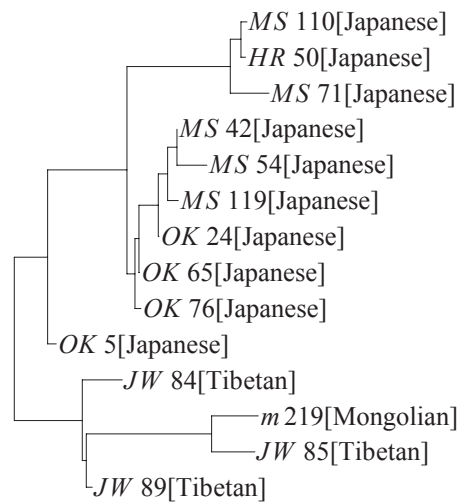 MS 110[Japanese]
HR 50[Japanese]
MS 71[Japanese]
MS 42[Japanese]
MS 54[Japanese]
MS 119[Japanese]
OK 24[Japanese]
OK 65[Japanese]
OK 76[Japanese]
OK 5[Japanese]
JW 84[Tibetan]
m 219[Mongolian]
JW 85[Tibetan]
JW 89[Tibetan]